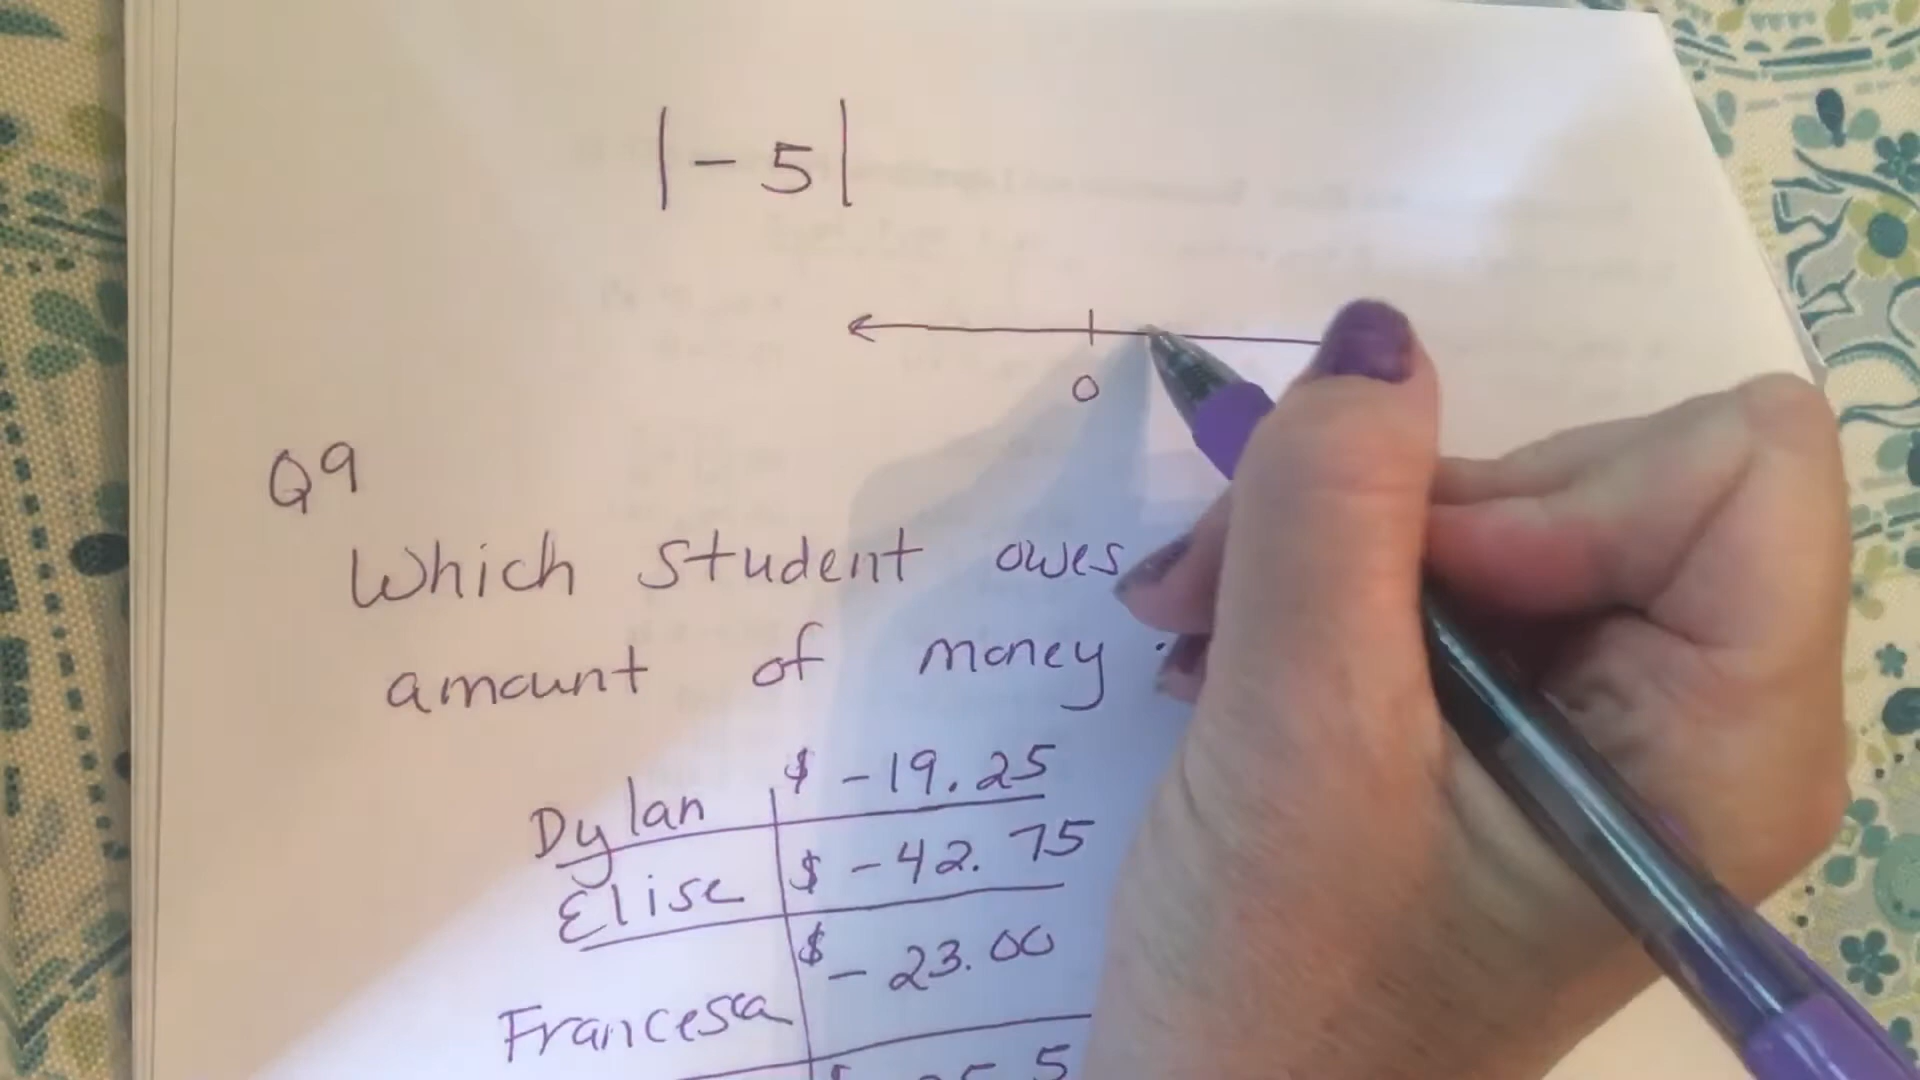 |-5|
0
Q9
Which student owes
amount of money
Dylan $ -19.25
Elise $ -42.75
Francesca $ -23.00